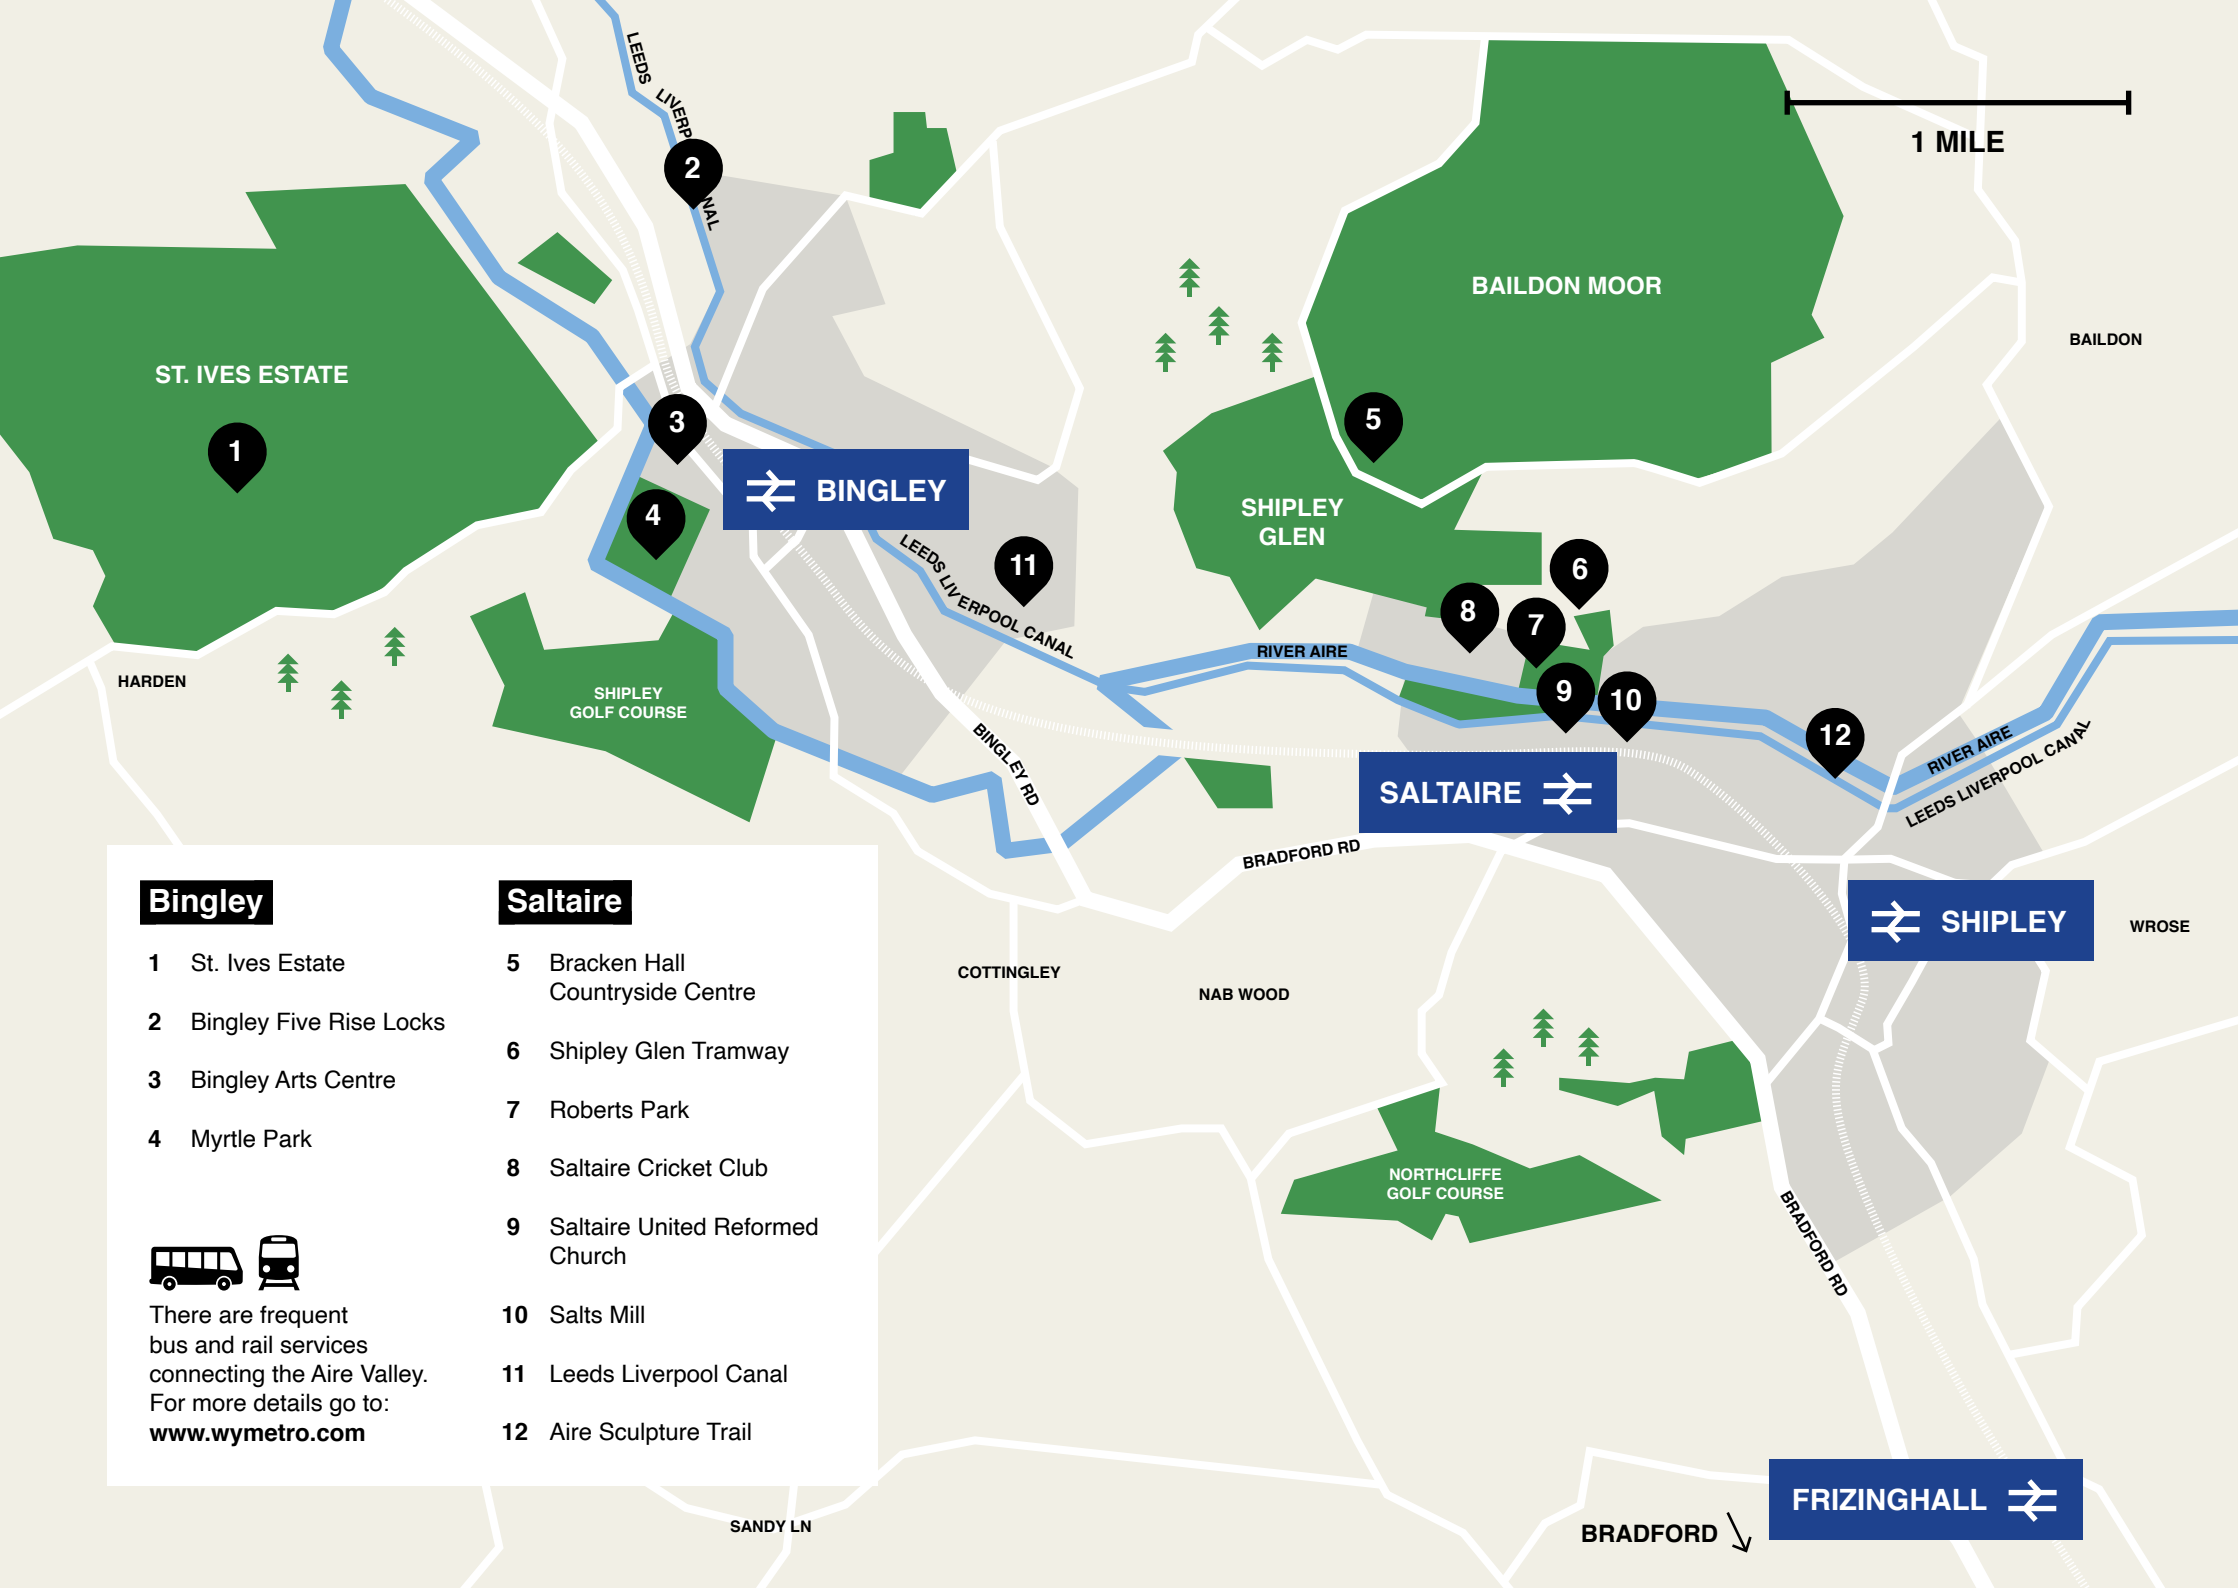 LEEDS LIVERP
NAL
2
1 MILE
BAILDON MOOR
BAILDON
ST. IVES ESTATE
1
3
5
BINGLEY
4
SHIPLEY
GLEN
LEEDS LIVERPOOL CANAL
11
6
8
7
RIVER AIRE
9
10
12
HARDEN
SHIPLEY
GOLF COURSE
BINGLEY RD
RIVER AIRE
LEEDS LIVERPOOL CANAL
SALTAIRE
BRADFORD RD
SHIPLEY
WROSE
COTTINGLEY
NAB WOOD
NORTHCLIFFE
GOLF COURSE
BRADFORD RD
Bingley
1 St. Ives Estate
2 Bingley Five Rise Locks
3 Bingley Arts Centre
4 Myrtle Park
There are frequent
bus and rail services
connecting the Aire Valley.
For more details go to:
www.wymetro.com
Saltaire
5 Bracken Hall
Countryside Centre
6 Shipley Glen Tramway
7 Roberts Park
8 Saltaire Cricket Club
9 Saltaire United Reformed
Church
10 Salts Mill
11 Leeds Liverpool Canal
12 Aire Sculpture Trail
SANDY LN
FRIZINGHALL
BRADFORD